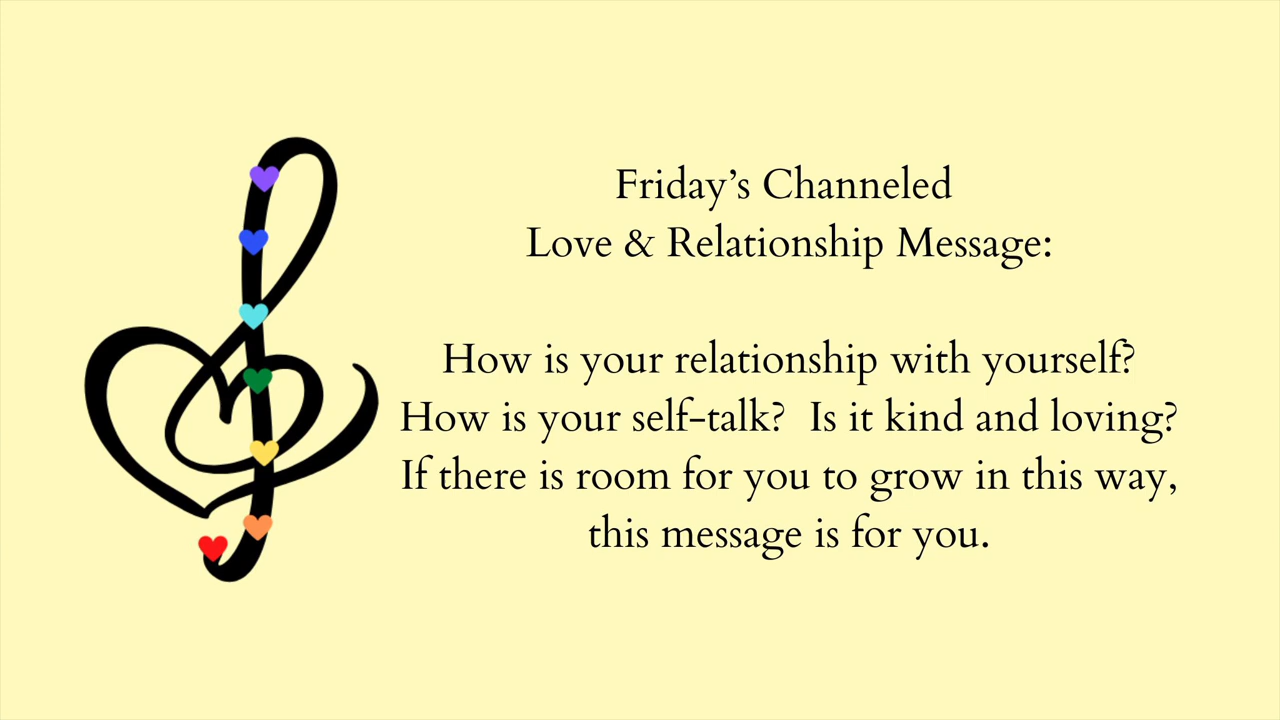 Friday’s Channeled
Love & Relationship Message:
How is your relationship with yourself?
How is your self-talk?  Is it kind and loving?
If there is room for you to grow in this way,
this message is for you.